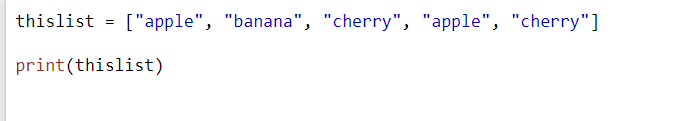 thislist = ["apple", "banana", "cherry", "apple", "cherry"]
print(thislist)